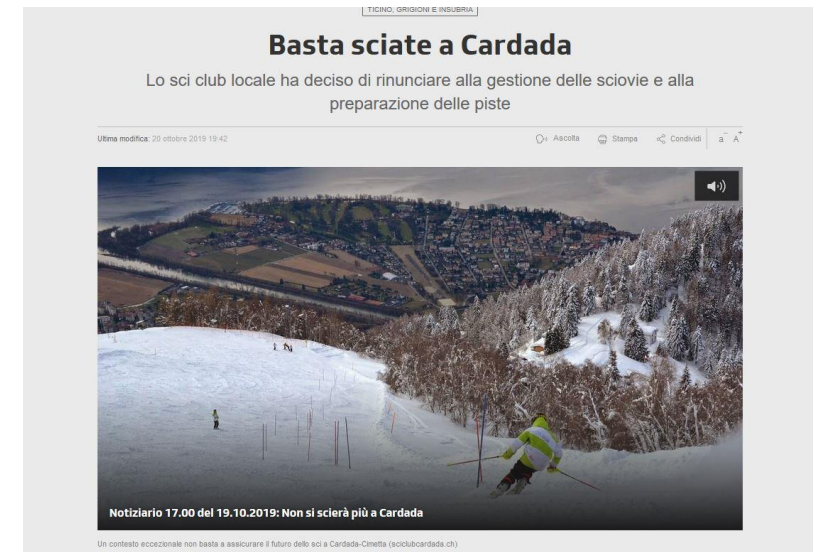 TICINO, GRIGIONI E INSUBRIA
Basta sciate a Cardada
Lo sci club locale ha deciso di rinunciare alla gestione delle sciovie e alla
preparazione delle piste
Ultima modifica: 20 ottobre 2019 19:42
Ascolta Stampa Condividi a- A+
Notiziario 17.00 del 19.10.2019: Non si scierà più a Cardada
Un contesto eccezionale non basta a assicurare il futuro dello sci a Cardada-Cimetta (sciclubcardada.ch)